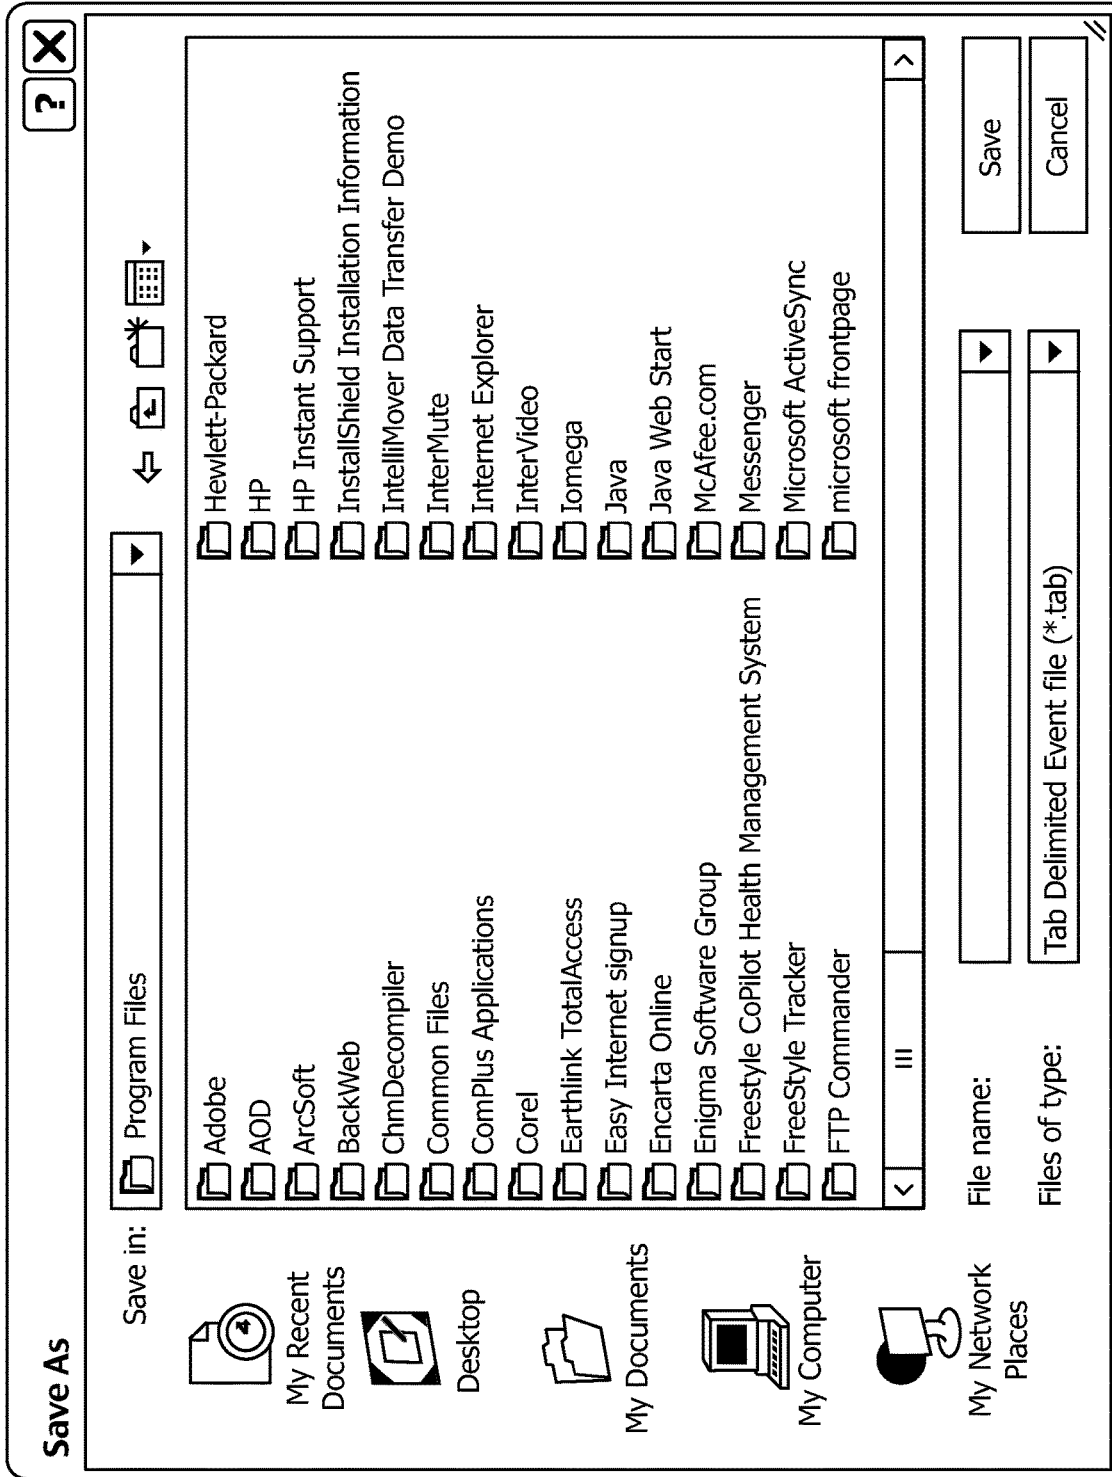 Save As
? X
Save in:
Program Files
My Recent
Documents
Desktop
My Documents
My Computer
My Network
Places
Adobe
AOD
ArcSoft
BackWeb
ChmDecompiler
Common Files
ComPlus Applications
Corel
Earthlink TotalAccess
Easy Internet signup
Encarta Online
Enigma Software Group
Freestyle CoPilot Health Management System
FreeStyle Tracker
FTP Commander
Hewlett-Packard
HP
HP Instant Support
InstallShield Installation Information
IntelliMover Data Transfer Demo
InterMute
Internet Explorer
InterVideo
Iomega
Java
Java Web Start
McAfee.com
Messenger
Microsoft ActiveSync
microsoft frontpage
File name:
Save
Files of type:
Tab Delimited Event file (*.tab)
Cancel